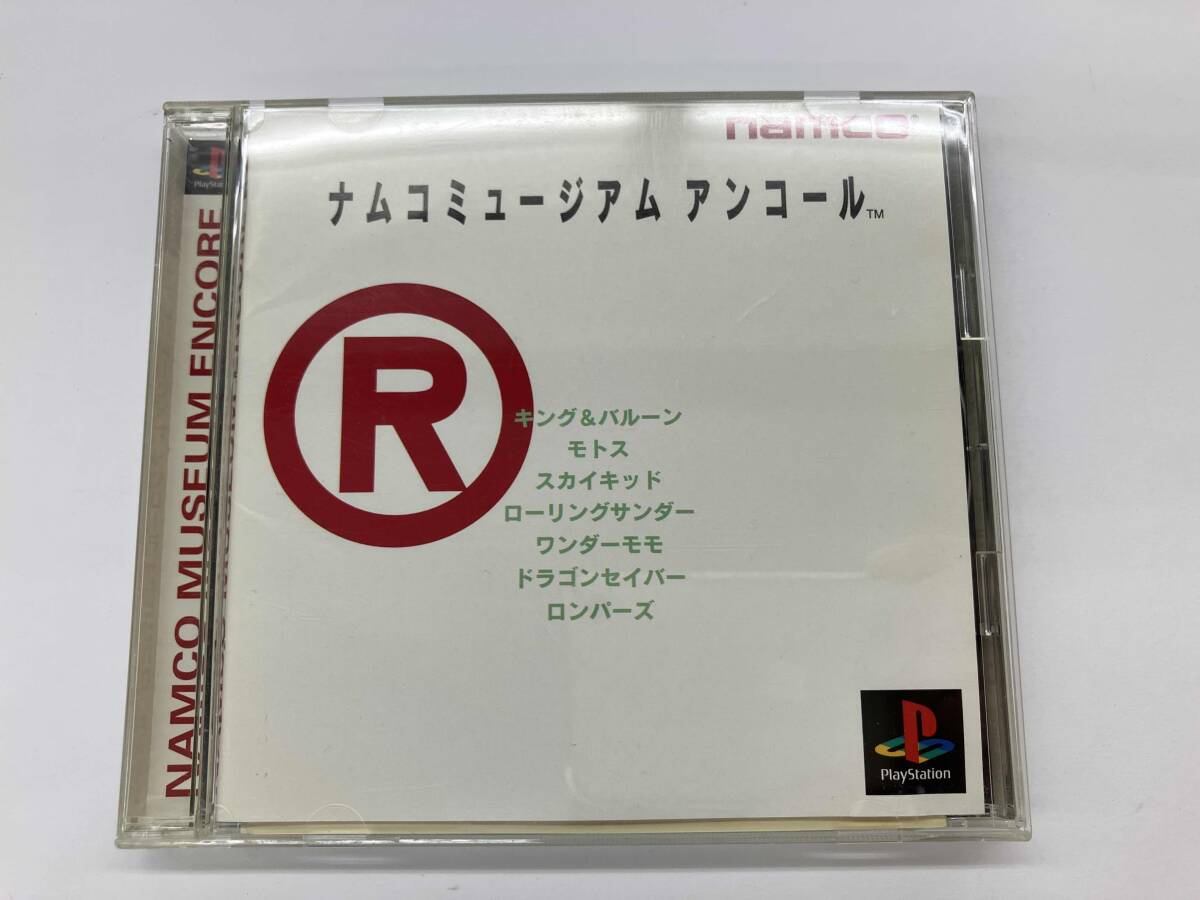 namco
ナムコミュージアム アンコール™
R
キング&バルーン
モトス
スカイキッド
ローリングサンダー
ワンダーモモ
ドラゴンセイバー
ロンパーズ
PlayStation
PlayStation
NAMCO MUSEUM ENCORE